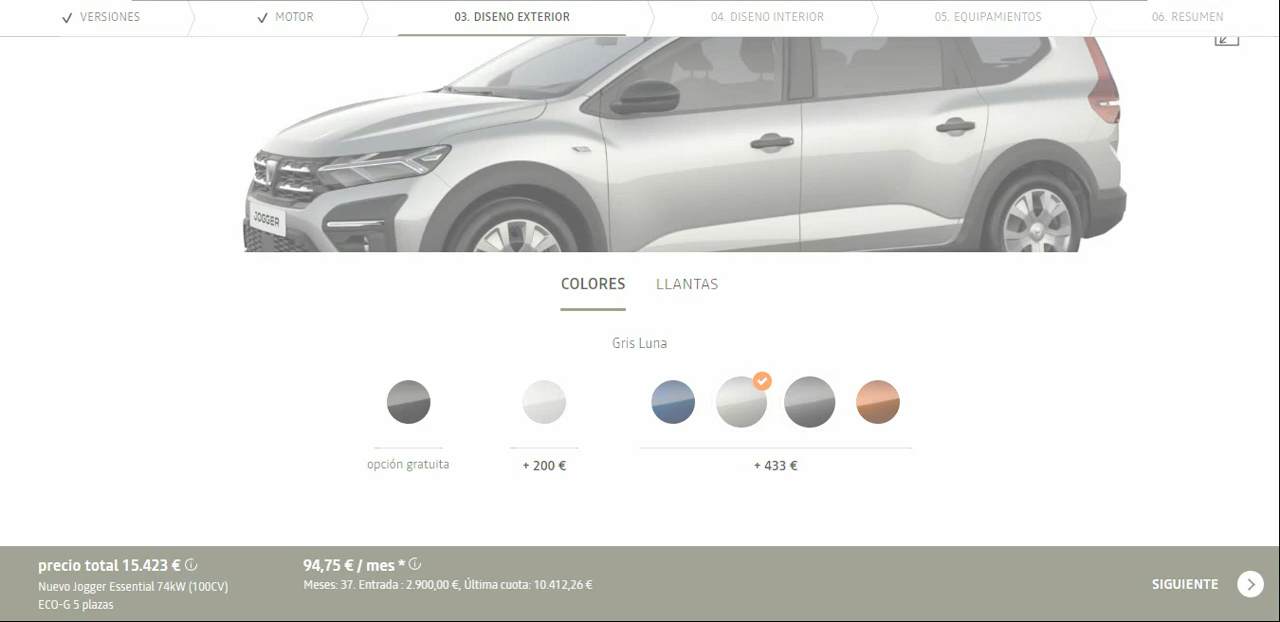 VERSIONES
MOTOR
03. DISENO EXTERIOR
04. DISENO INTERIOR
05. EQUIPAMIENTOS
06. RESUMEN
JOGGER
COLORES
LLANTAS
Gris Luna
opción gratuita
+ 200 €
+ 433 €
precio total 15.423 €
Nuevo Jogger Essential 74kW (100CV)
ECO-G 5 plazas
94,75 € / mes *
Meses: 37. Entrada : 2.900,00 €, Última cuota: 10.412,26 €
SIGUIENTE